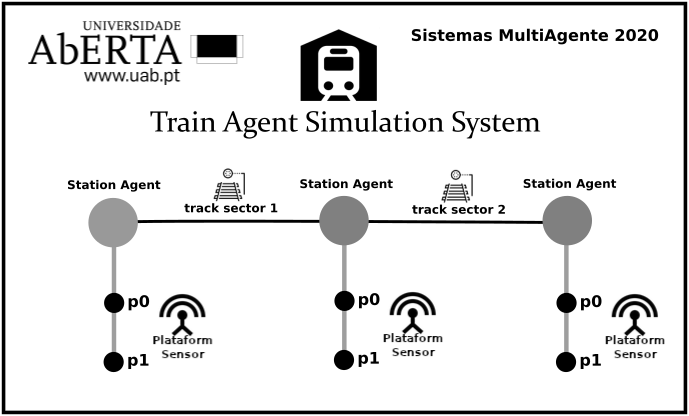 UNIVERSIDADE
AbERTA
www.uab.pt
Sistemas MultiAgente 2020
Train Agent Simulation System
Station Agent
track sector 1
Station Agent
track sector 2
Station Agent
p0
Plataform
Sensor
p1
p0
Plataform
Sensor
p1
p0
Plataform
Sensor
p1